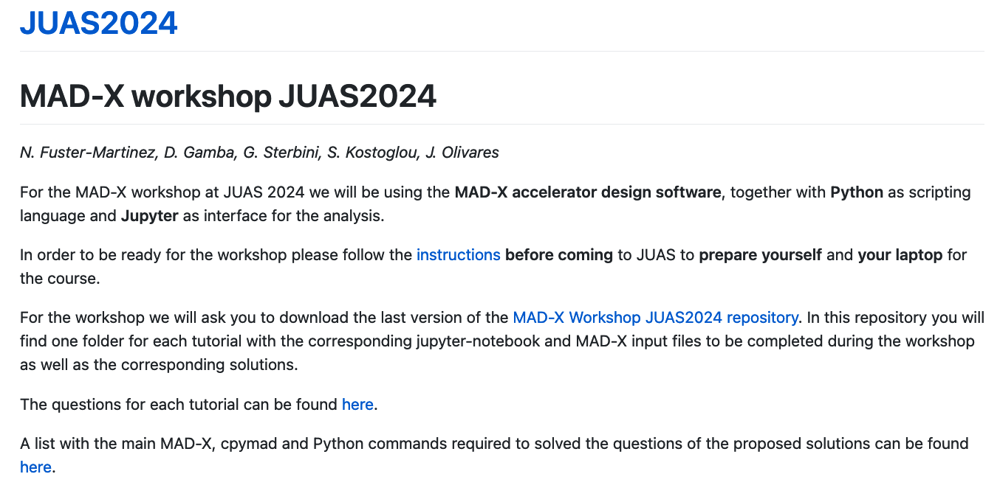 JUAS2024
MAD-X workshop JUAS2024
N. Fuster-Martinez, D. Gamba, G. Sterbini, S. Kostoglou, J. Olivares
For the MAD-X workshop at JUAS 2024 we will be using the MAD-X accelerator design software, together with Python as scripting
language and Jupyter as interface for the analysis.
In order to be ready for the workshop please follow the instructions before coming to JUAS to prepare yourself and your laptop for
the course.
For the workshop we will ask you to download the last version of the MAD-X Workshop JUAS2024 repository. In this repository you will
find one folder for each tutorial with the corresponding jupyter-notebook and MAD-X input files to be completed during the workshop
as well as the corresponding solutions.
The questions for each tutorial can be found here.
A list with the main MAD-X, cpymad and Python commands required to solved the questions of the proposed solutions can be found
here.